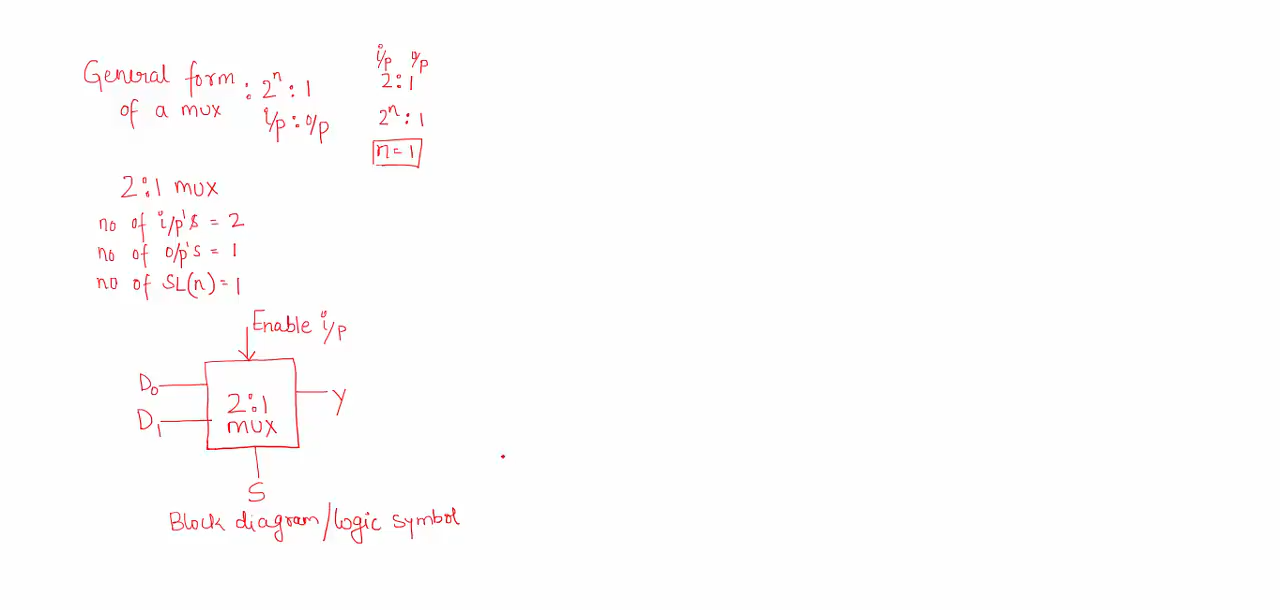 General form : 2ⁿ : 1
of a mux
i/p : o/p
i/p o/p
2 : 1
2ⁿ : 1
n = 1
2:1 mux
no of i/p's = 2
no of o/p's = 1
no of SL(n) = 1
Enable i/p
D₀
D₁
2:1
mux
Y
S
Block diagram/logic symbol